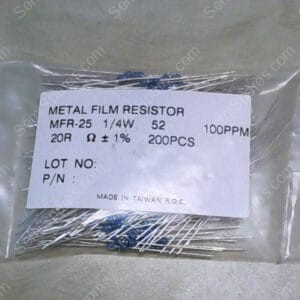 METAL FILM RESISTOR
MFR-25 1/4W 52 100PPM
20R Ω ± 1% 200PCS
LOT NO:
P/N :
MADE IN TAIWAN R.O.C.